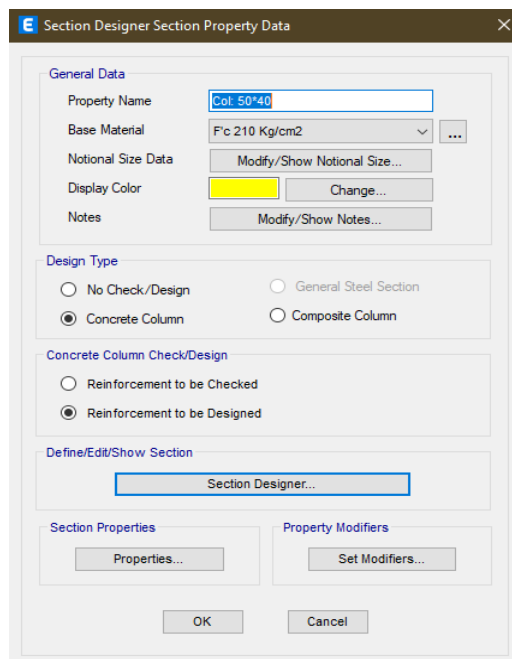 E Section Designer Section Property Data
General Data
Property Name Col: 50*40
Base Material F'c 210 Kg/cm2 ...
Notional Size Data Modify/Show Notional Size...
Display Color Change...
Notes Modify/Show Notes...
Design Type
No Check/Design General Steel Section
Concrete Column Composite Column
Concrete Column Check/Design
Reinforcement to be Checked
Reinforcement to be Designed
Define/Edit/Show Section
Section Designer...
Section Properties Property Modifiers
Properties... Set Modifiers...
OK Cancel